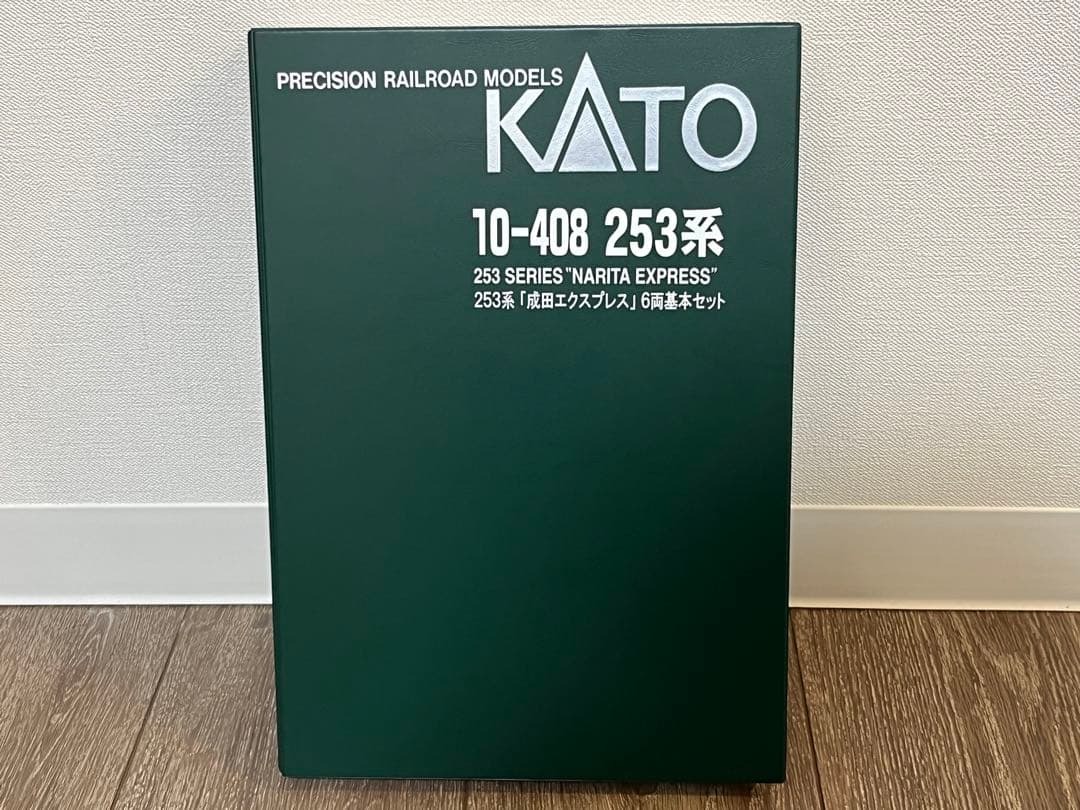 PRECISION RAILROAD MODELS
KATO
10-408 253系
253 SERIES "NARITA EXPRESS"
253系「成田エクスプレス」6両基本セット